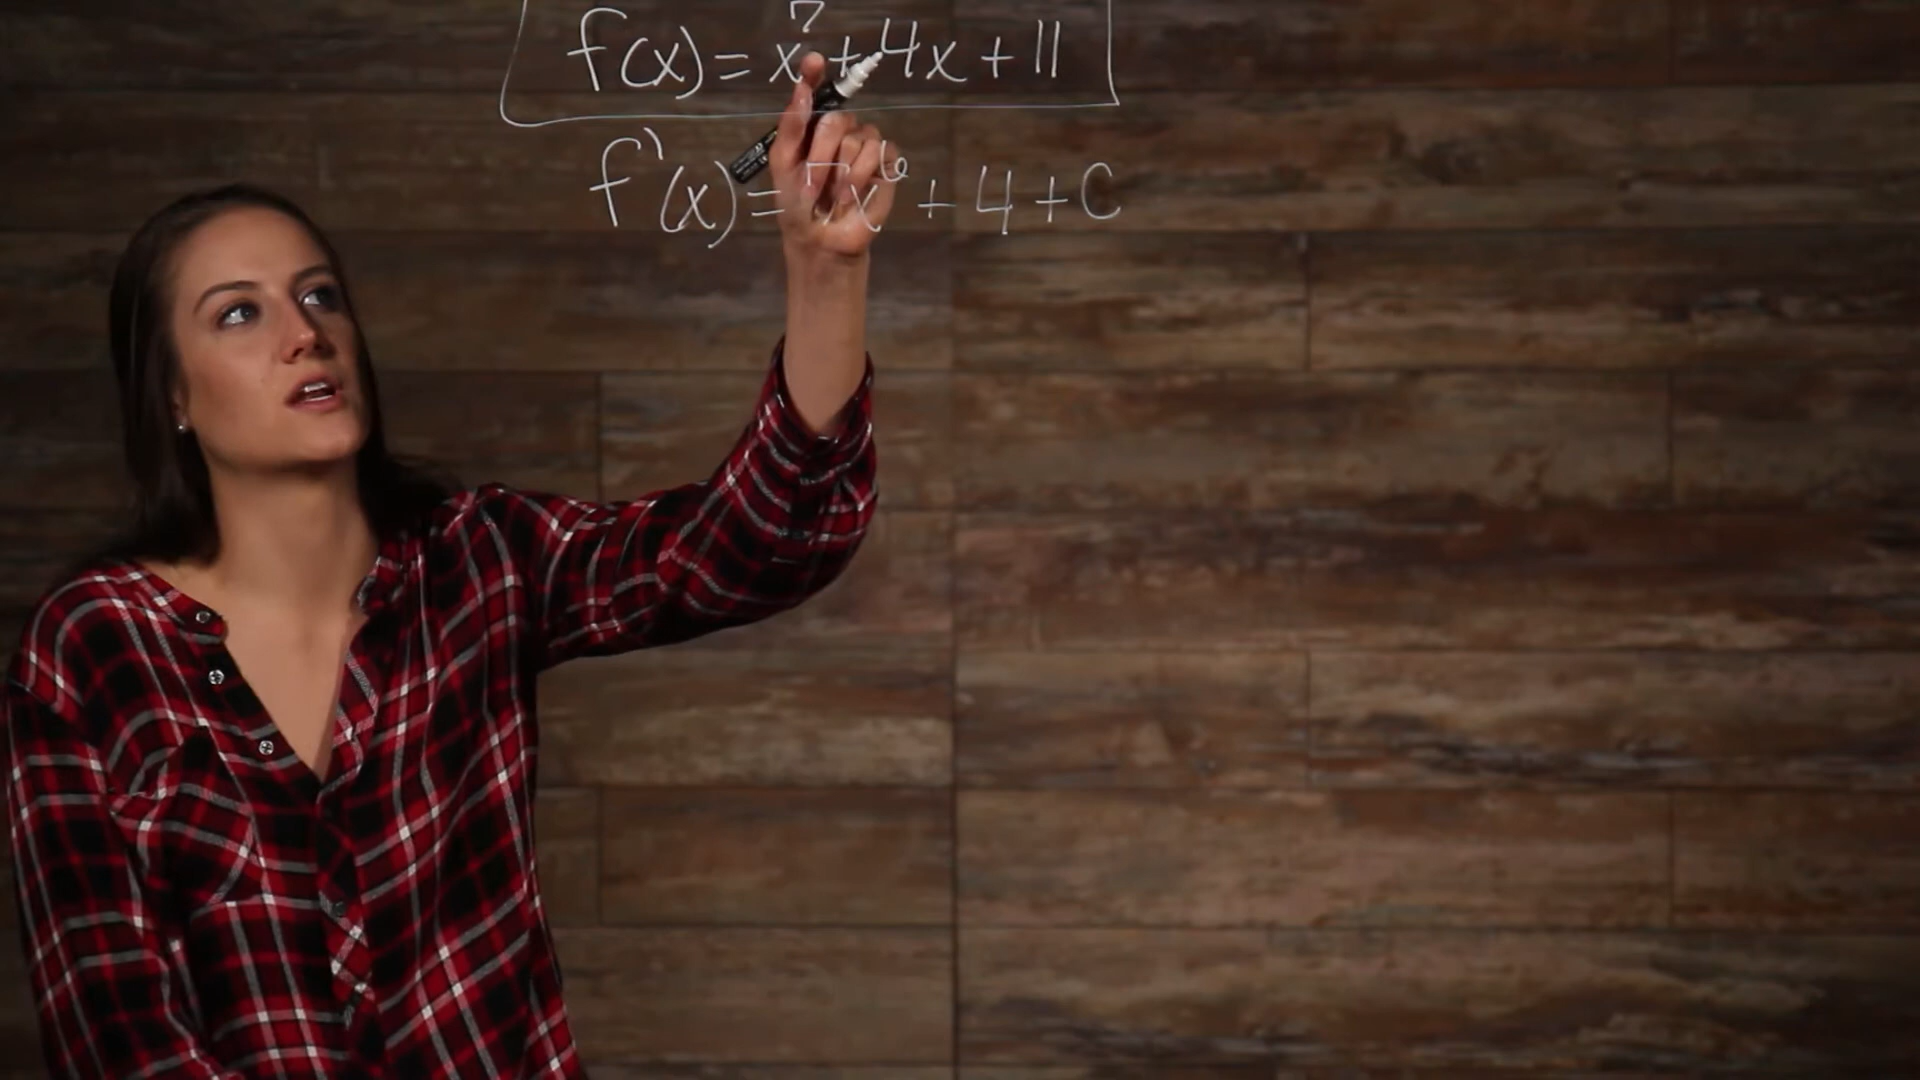 f(x) = x⁷ + 4x + 11
f'(x) = 7x⁶ + 4 + C